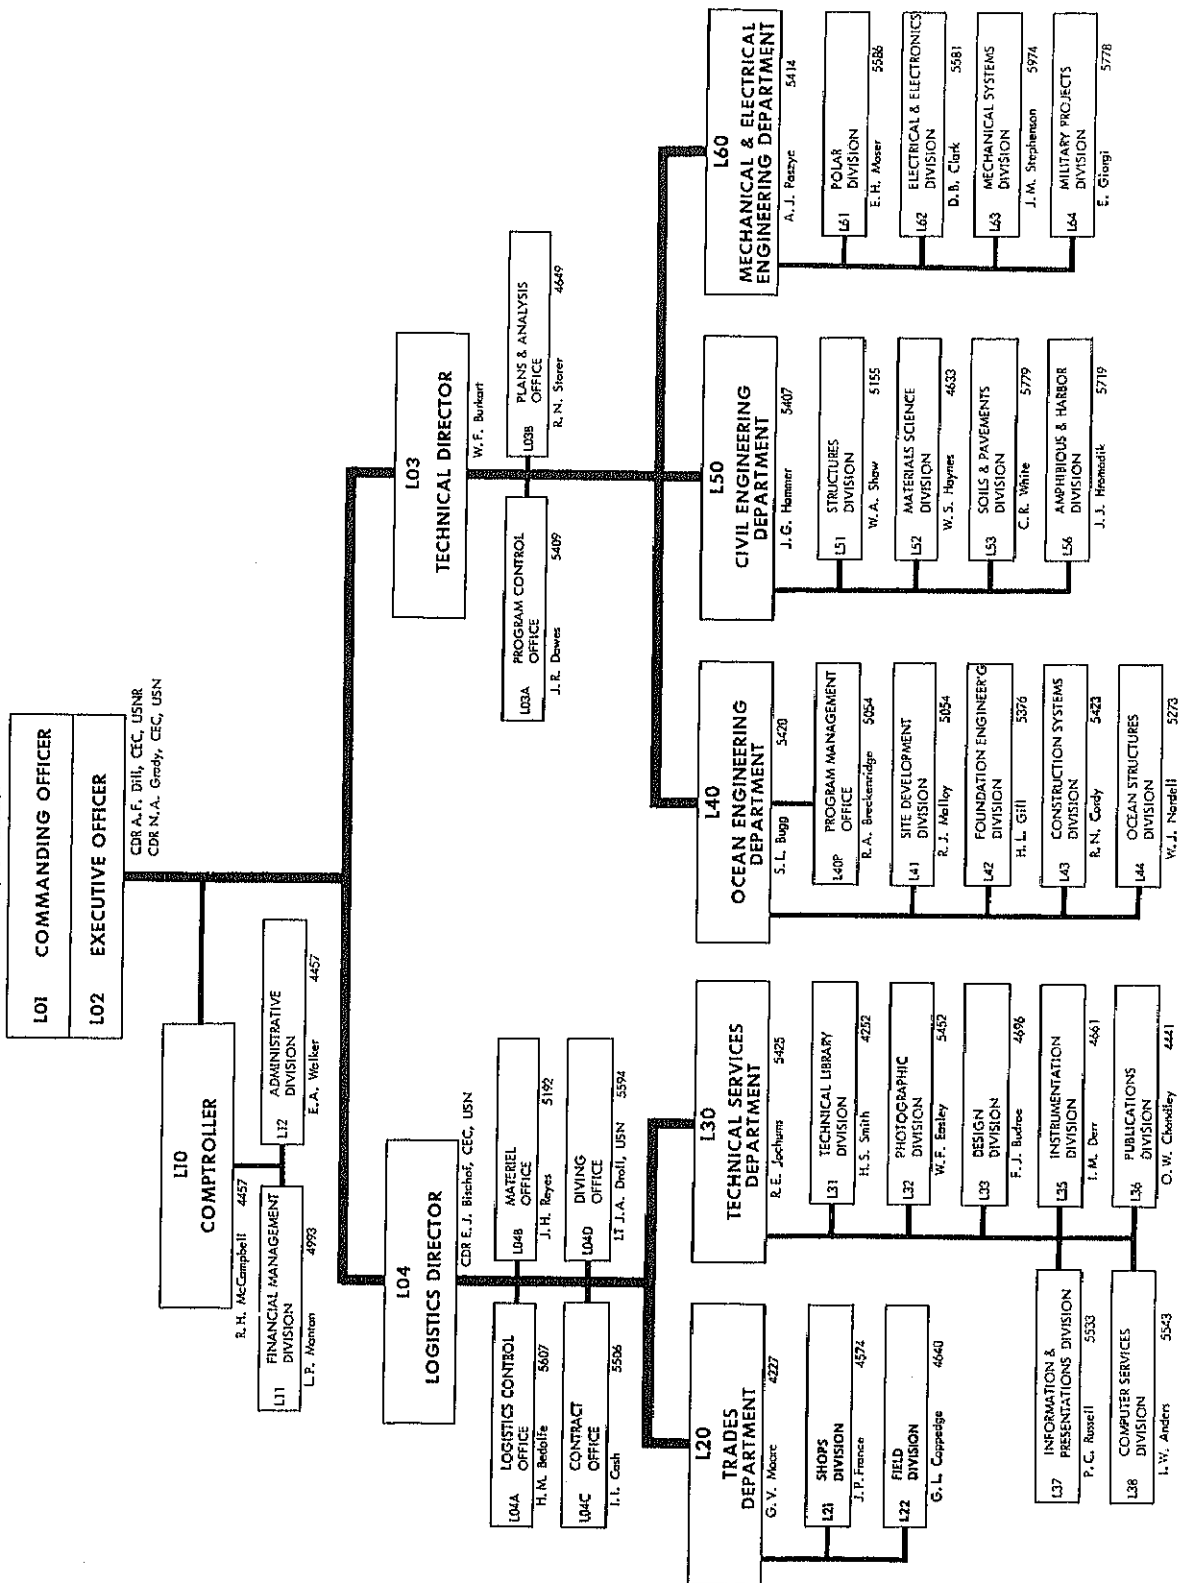 L01 COMMANDING OFFICER
L02 EXECUTIVE OFFICER
CDR A.F. Dill, CEC, USNR
CDR N.A. Grady, CEC, USN
L10
COMPTROLLER
R.H. McCampbell 4457
L11 FINANCIAL MANAGEMENT
DIVISION
L.P. Manton 4993
L12 ADMINISTRATIVE
DIVISION
E.A. Welker 4457
L04
LOGISTICS DIRECTOR
CDR E.J. Bischof, CEC, USN
L04A LOGISTICS CONTROL
OFFICE
H.M. Bedolfe 5607
L04B MATERIEL
OFFICE
J.H. Reyes 5192
L04C CONTRACT
OFFICE
I.I. Cash 5506
L04D DIVING
OFFICE
LT J.A. Droll, USN 5594
L03
TECHNICAL DIRECTOR
W.F. Burkart
L03A PROGRAM CONTROL
OFFICE
J.R. Dawes 5409
L03B PLANS & ANALYSIS
OFFICE
R.N. Storer 4649
L20
TRADES
DEPARTMENT
G.V. Moore 4227
L21 SHOPS
DIVISION
J.P. France 4574
L22 FIELD
DIVISION
G.L. Coppedge 4640
L30
TECHNICAL SERVICES
DEPARTMENT
R.E. Jochums 5425
L31 TECHNICAL LIBRARY
DIVISION
H.S. Smith 4252
L32 PHOTOGRAPHIC
DIVISION
W.F. Easley 5452
L33 DESIGN
DIVISION
F.J. Budroe 4696
L35 INSTRUMENTATION
DIVISION
I.M. Derr 4661
L36 PUBLICATIONS
DIVISION
O.W. Chandley 4441
L37 INFORMATION &
PRESENTATIONS DIVISION
P.C. Russell 5533
L38 COMPUTER SERVICES
DIVISION
I.W. Anders 5543
L40
OCEAN ENGINEERING
DEPARTMENT
S.L. Bugg 5420
L40P PROGRAM MANAGEMENT
OFFICE
R.A. Breckenridge 5054
L41 SITE DEVELOPMENT
DIVISION
R.J. Malloy 5054
L42 FOUNDATION ENGINEER'G
DIVISION
H.L. Gill 5376
L43 CONSTRUCTION SYSTEMS
DIVISION
R.N. Cordy 5423
L44 OCEAN STRUCTURES
DIVISION
W.J. Nordell 5273
L50
CIVIL ENGINEERING
DEPARTMENT
J.G. Hammer 5407
L51 STRUCTURES
DIVISION
W.A. Shaw 5155
L52 MATERIALS SCIENCE
DIVISION
W.S. Haynes 4633
L53 SOILS & PAVEMENTS
DIVISION
C.R. White 5779
L56 AMPHIBIOUS & HARBOR
DIVISION
J.J. Hromadik 5719
L60
MECHANICAL & ELECTRICAL
ENGINEERING DEPARTMENT
A.J. Paszyc 5414
L61 POLAR
DIVISION
E.H. Moser 5586
L62 ELECTRICAL & ELECTRONICS
DIVISION
D.B. Clark 5581
L63 MECHANICAL SYSTEMS
DIVISION
J.M. Stephenson 5974
L64 MILITARY PROJECTS
DIVISION
E. Giorgi 5778